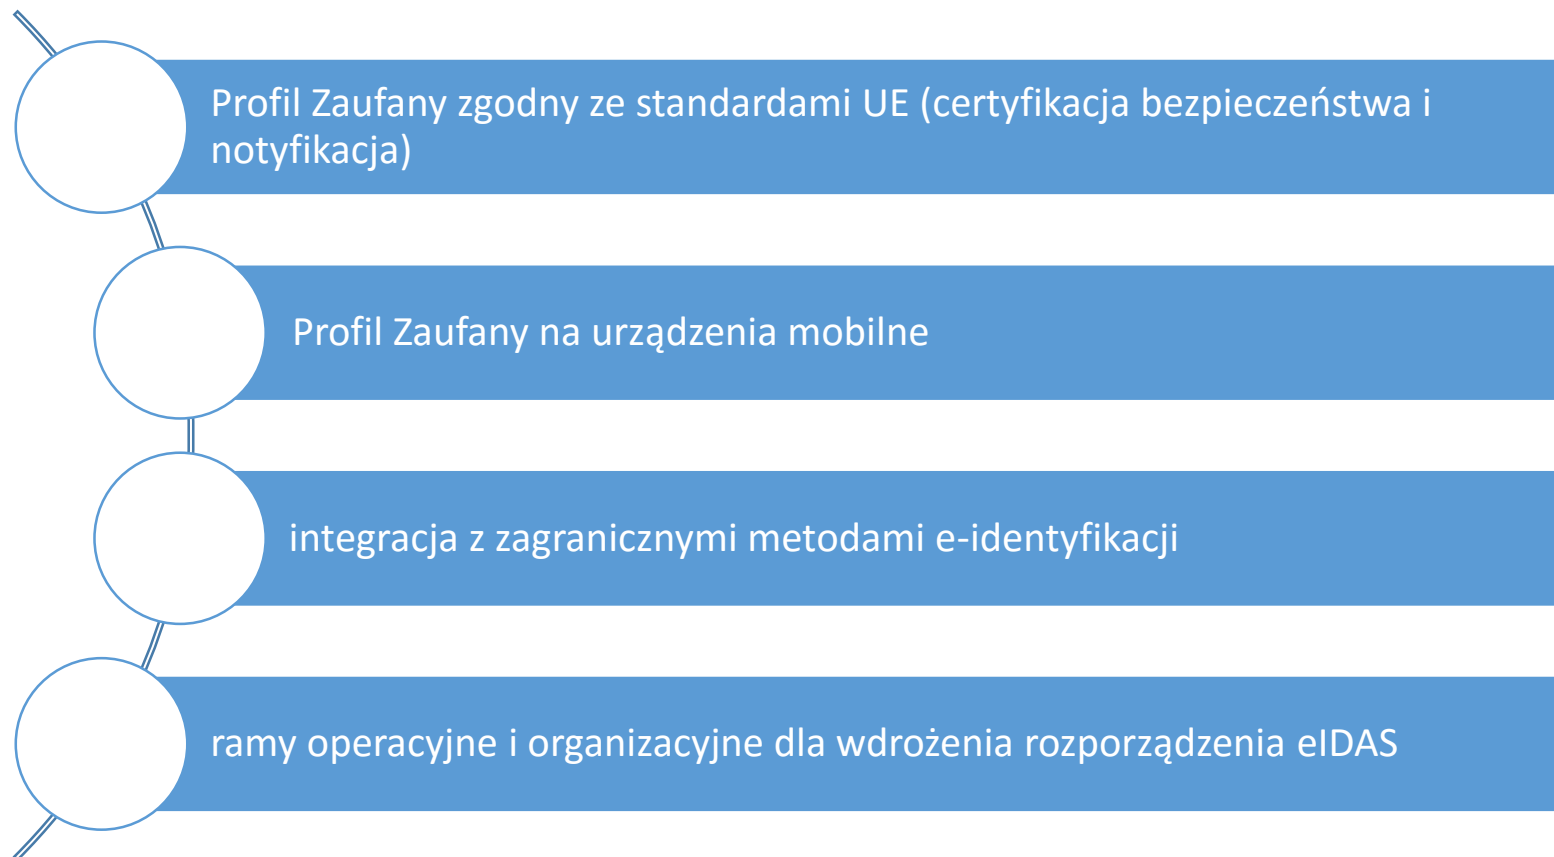 Profil Zaufany zgodny ze standardami UE (certyfikacja bezpieczeństwa i
notyfikacja)
Profil Zaufany na urządzenia mobilne
integracja z zagranicznymi metodami e-identyfikacji
ramy operacyjne i organizacyjne dla wdrożenia rozporządzenia eIDAS